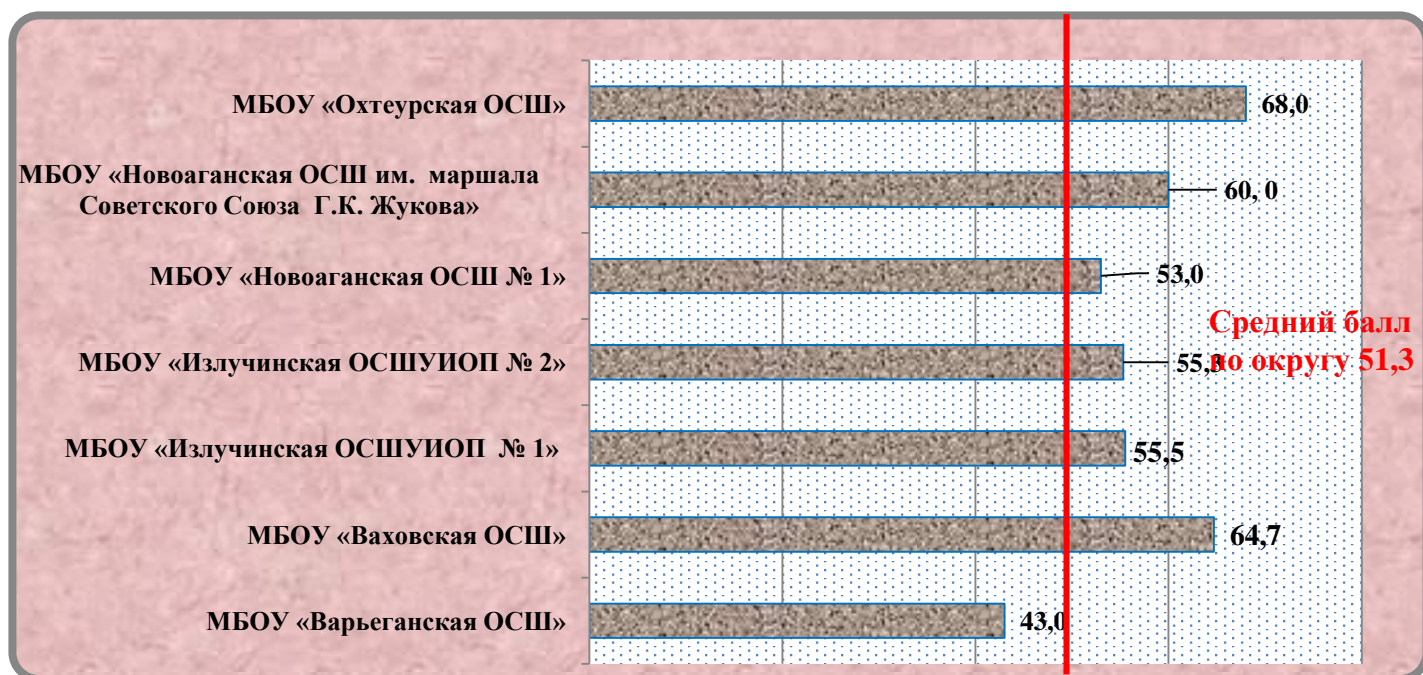 МБОУ «Охтеурская ОСШ»
68,0
МБОУ «Новоаганская ОСШ им. маршала
Советского Союза Г.К. Жукова»
60, 0
МБОУ «Новоаганская ОСШ № 1»
53,0
Средний балл
по округу 51,3
МБОУ «Излучинская ОСШУИОП № 2»
55,3
МБОУ «Излучинская ОСШУИОП № 1»
55,5
МБОУ «Ваховская ОСШ»
64,7
МБОУ «Варьеганская ОСШ»
43,0